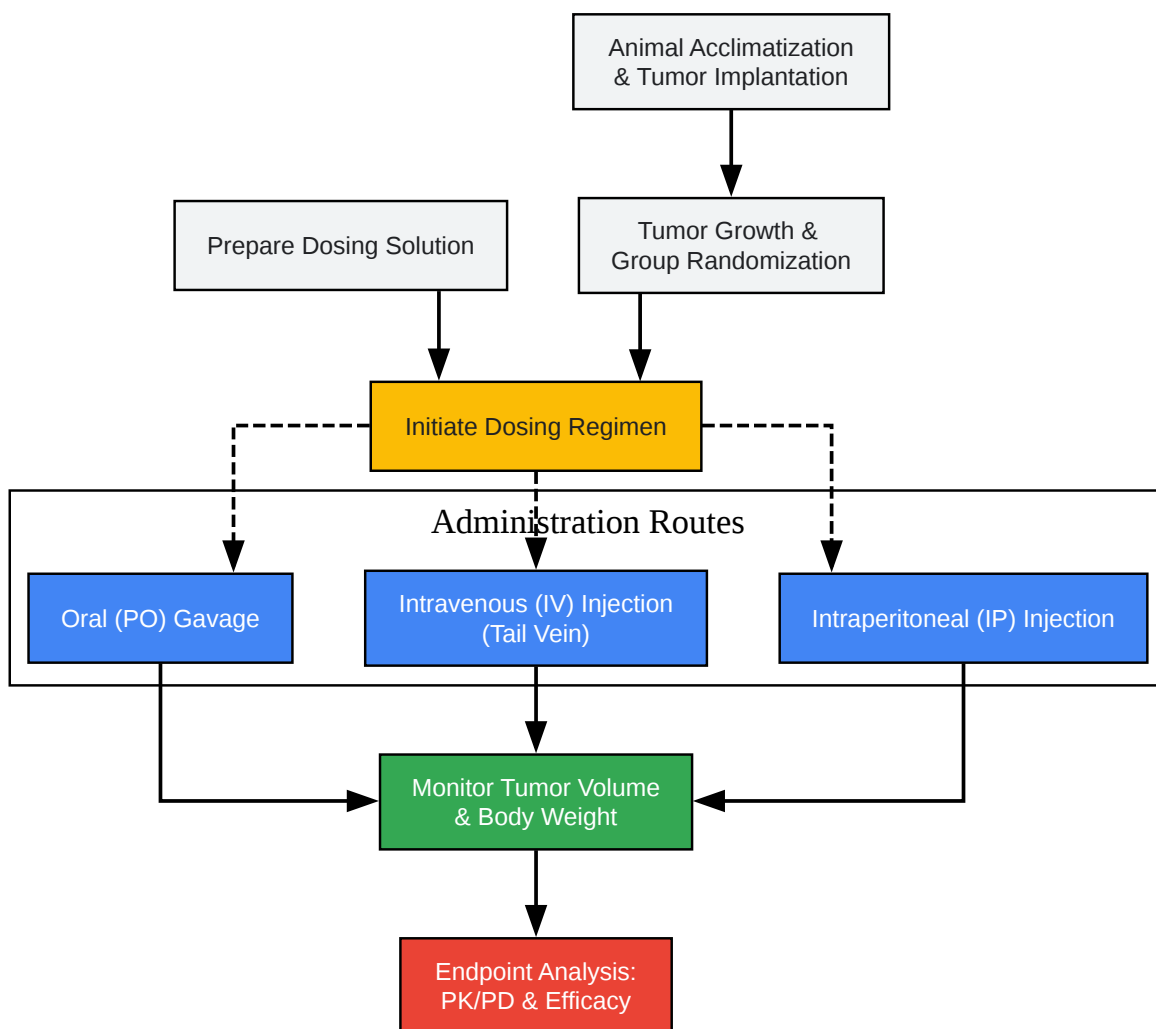 Animal Acclimatization
& Tumor Implantation
Prepare Dosing Solution
Tumor Growth &
Group Randomization
Initiate Dosing Regimen
Administration Routes
Oral (PO) Gavage
Intravenous (IV) Injection
(Tail Vein)
Intraperitoneal (IP) Injection
Monitor Tumor Volume
& Body Weight
Endpoint Analysis:
PK/PD & Efficacy